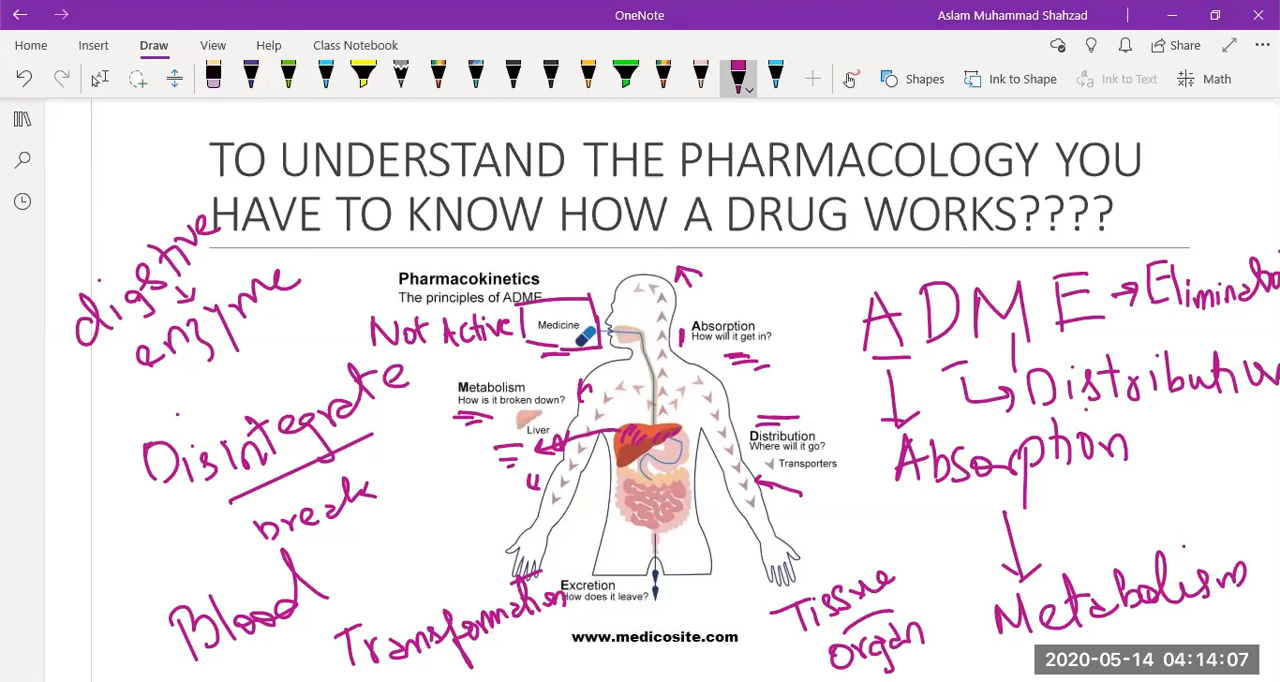 OneNote
Aslam Muhammad Shahzad
Home Insert Draw View Help Class Notebook
Share
Shapes Ink to Shape Ink to Text Math
TO UNDERSTAND THE PHARMACOLOGY YOU
HAVE TO KNOW HOW A DRUG WORKS????
digstive
enzyme
Disintegrate
break
Blood
Transformation
Pharmacokinetics
The principles of ADME
Not Active
Medicine
Absorption
How will it get in?
Metabolism
How is it broken down?
Liver
Distribution
Where will it go?
Transporters
Excretion
How does it leave?
www.medicosite.com
Tissue
organ
ADME
Absorption
Metabolism
2020-05-14 04:14:07